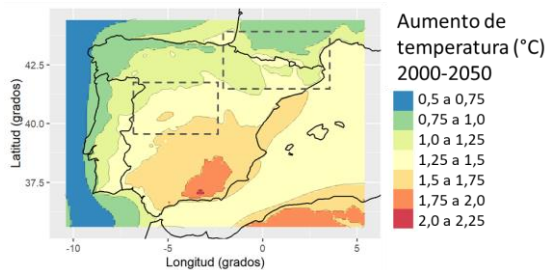 Aumento de
temperatura (°C)
2000-2050
0,5 a 0,75
0,75 a 1,0
1,0 a 1,25
1,25 a 1,5
1,5 a 1,75
1,75 a 2,0
2,0 a 2,25
Latitud (grados)
42.5
40.0
37.5
-10
-5
0
5
Longitud (grados)